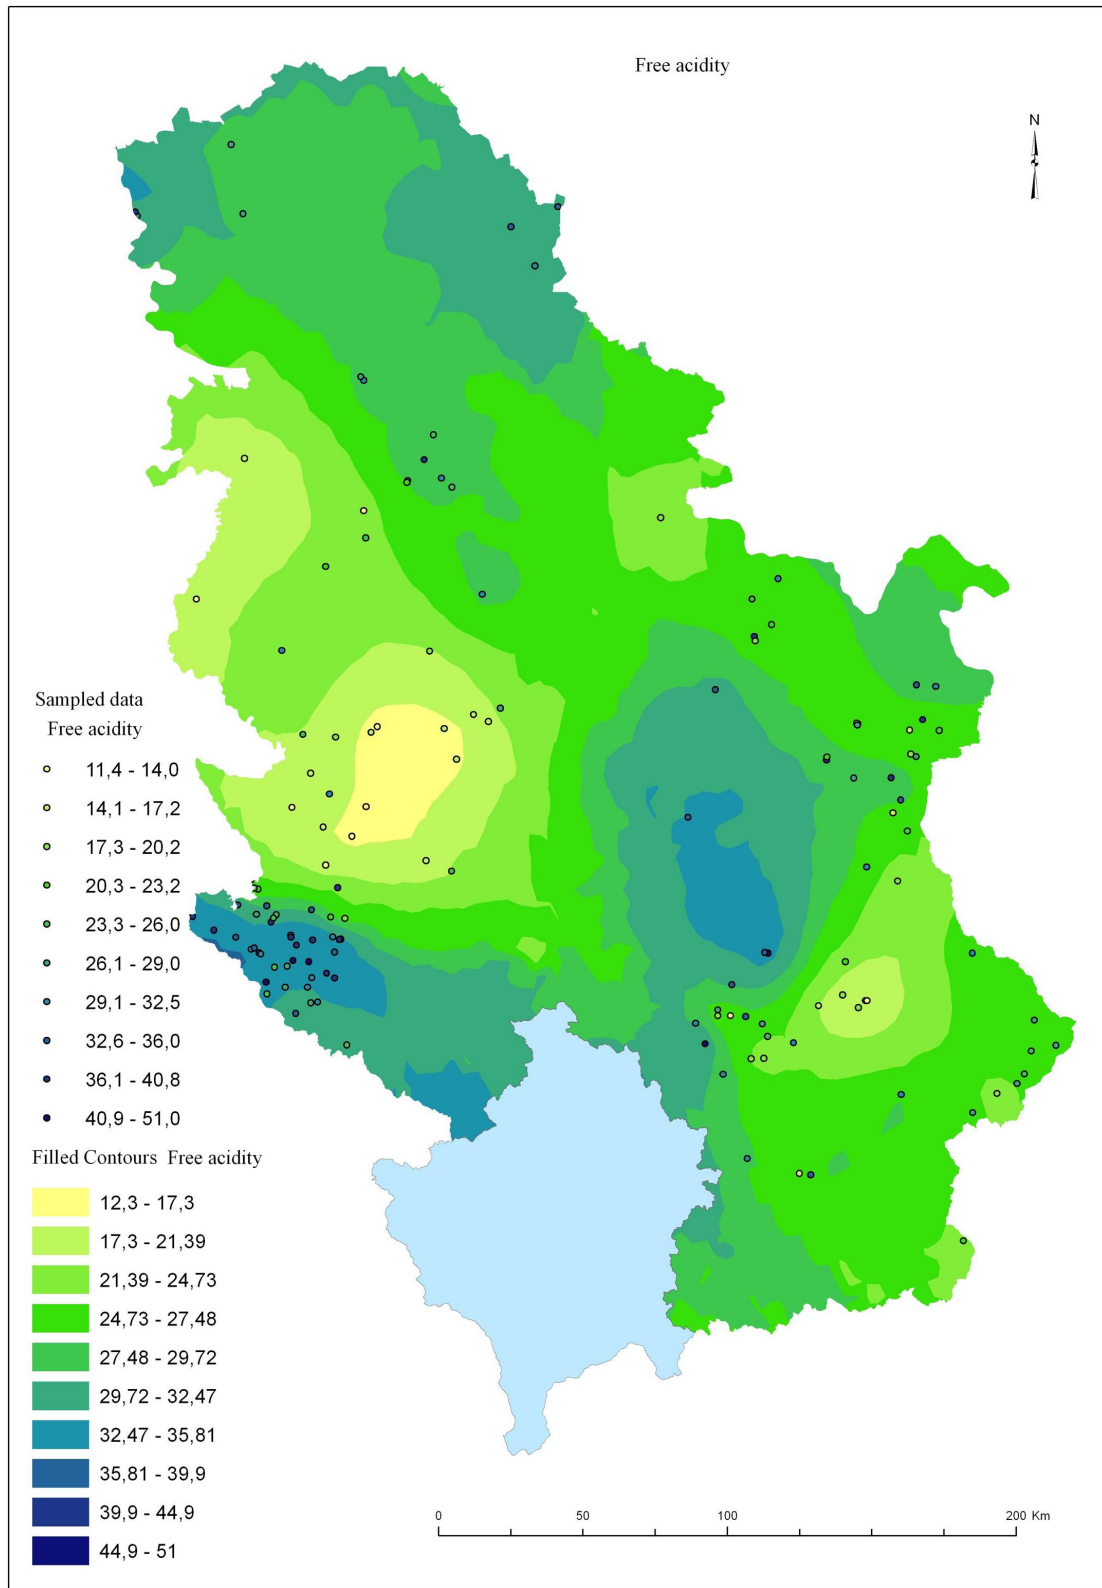 Free acidity
N
Sampled data
Free acidity
11,4 - 14,0
14,1 - 17,2
17,3 - 20,2
20,3 - 23,2
23,3 - 26,0
26,1 - 29,0
29,1 - 32,5
32,6 - 36,0
36,1 - 40,8
40,9 - 51,0
Filled Contours Free acidity
12,3 - 17,3
17,3 - 21,39
21,39 - 24,73
24,73 - 27,48
27,48 - 29,72
29,72 - 32,47
32,47 - 35,81
35,81 - 39,9
39,9 - 44,9
44,9 - 51
0 50 100 200 Km